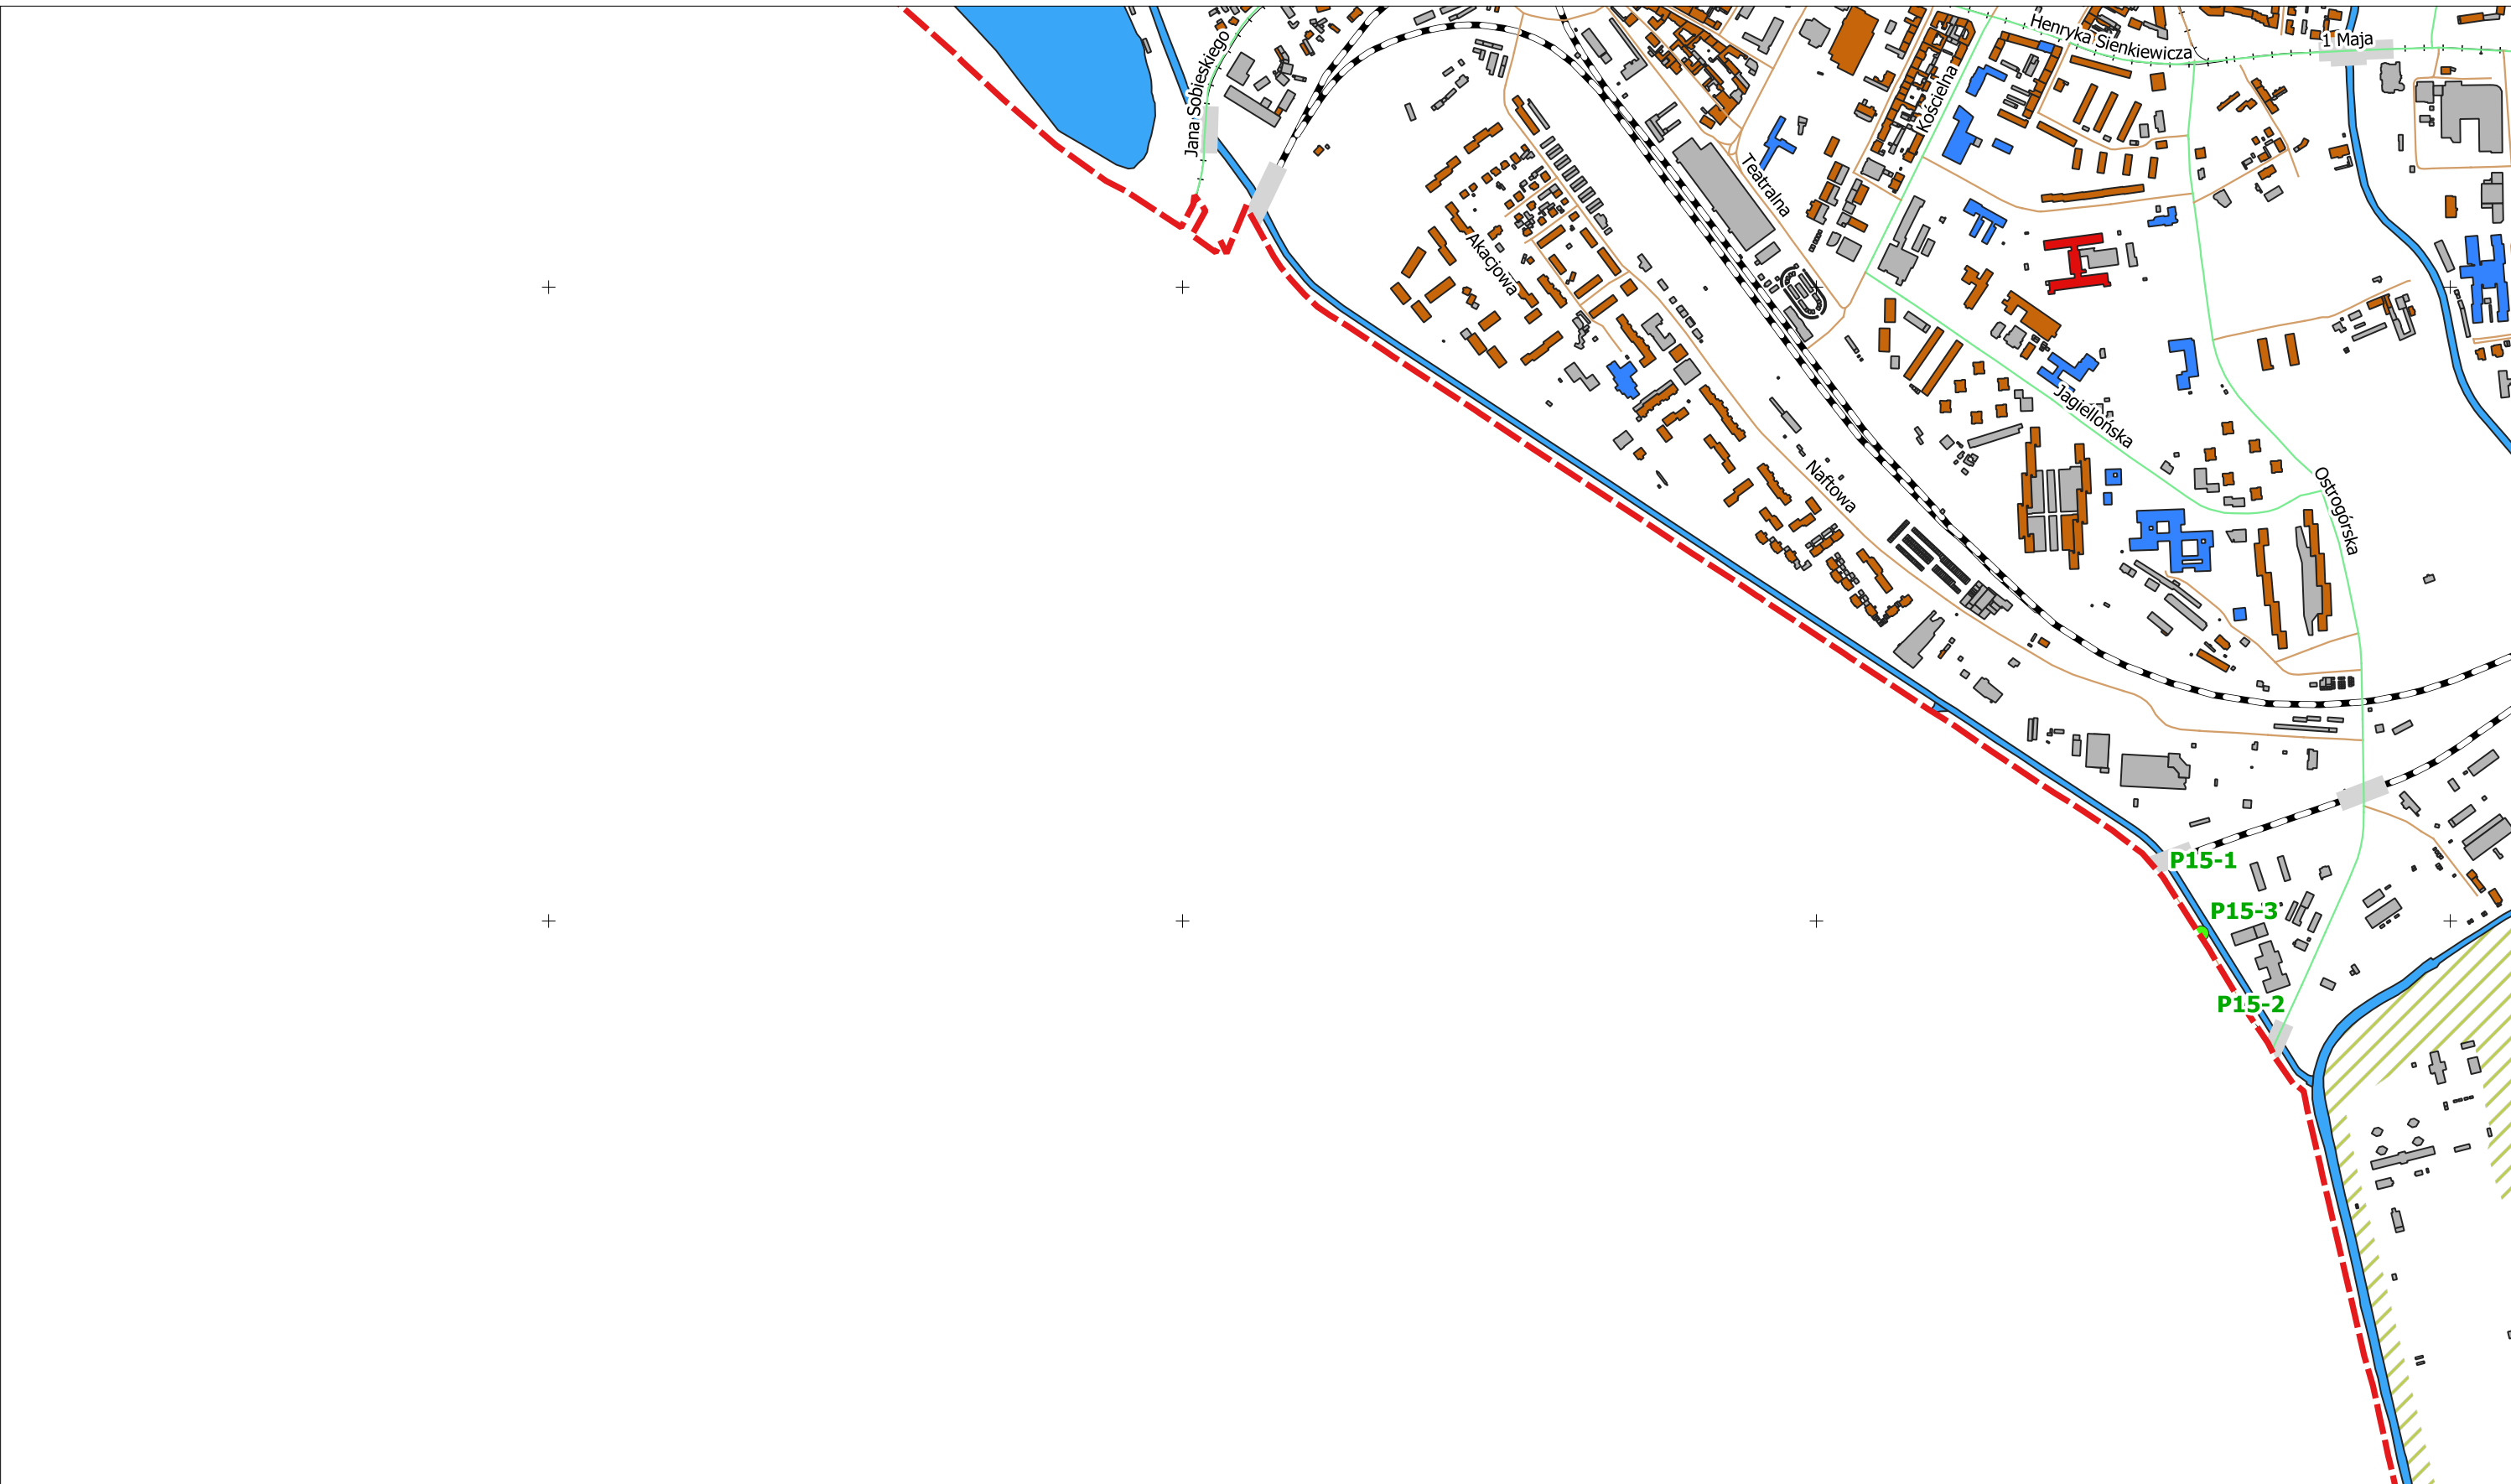 Henryka Sienkiewicza
1 Maja
Jana Sobieskiego
Kościelna
Teatralna
Akacjowa
Jagiellońska
Naftowa
Ostrogórska
P15-1
P15-3
P15-2